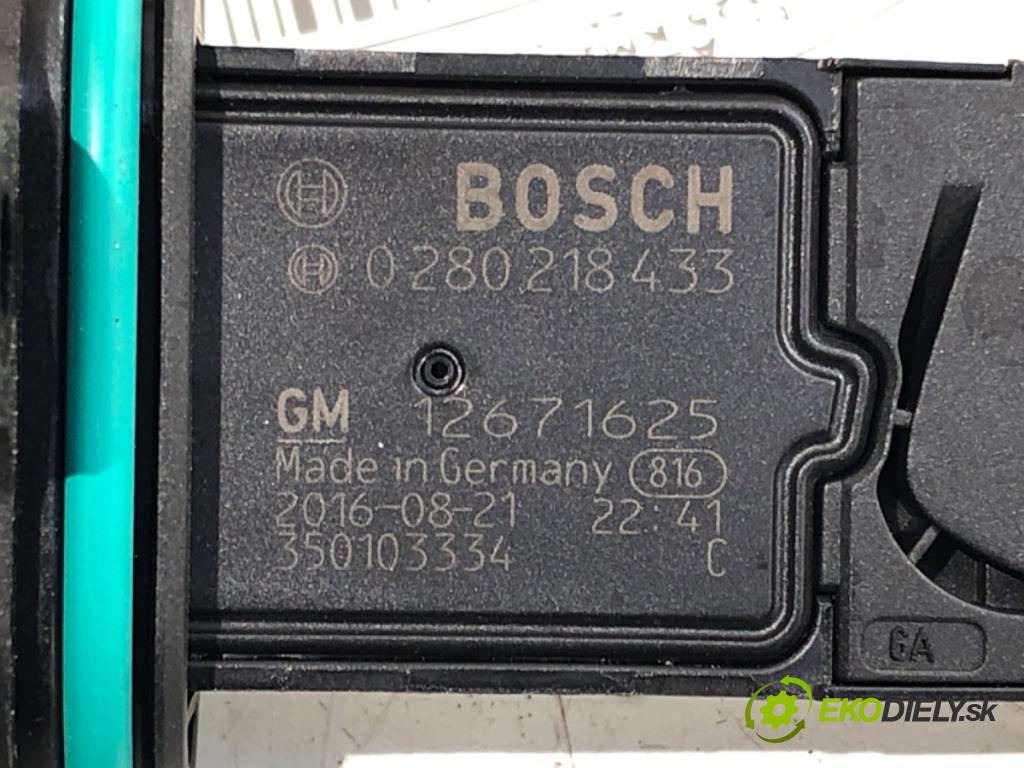 BOSCH
0 280 218 433
GM 12671625
Made in Germany 816
2016-08-21 22:41
350103334 C
GA
EKODIELY.sk